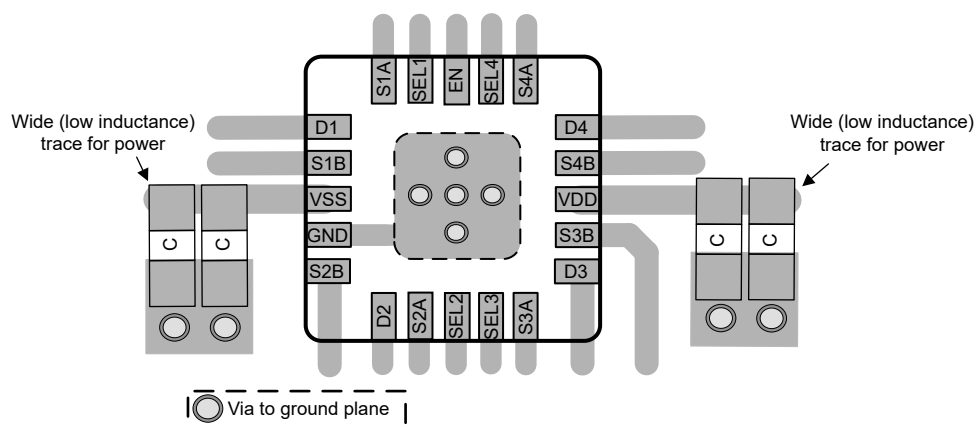 S1A
SEL1
EN
SEL4
S4A
Wide (low inductance)
trace for power
Wide (low inductance)
trace for power
D1
D4
S1B
S4B
VSS
VDD
GND
S3B
S2B
D3
C
C
C
C
D2
S2A
SEL2
SEL3
S3A
Via to ground plane